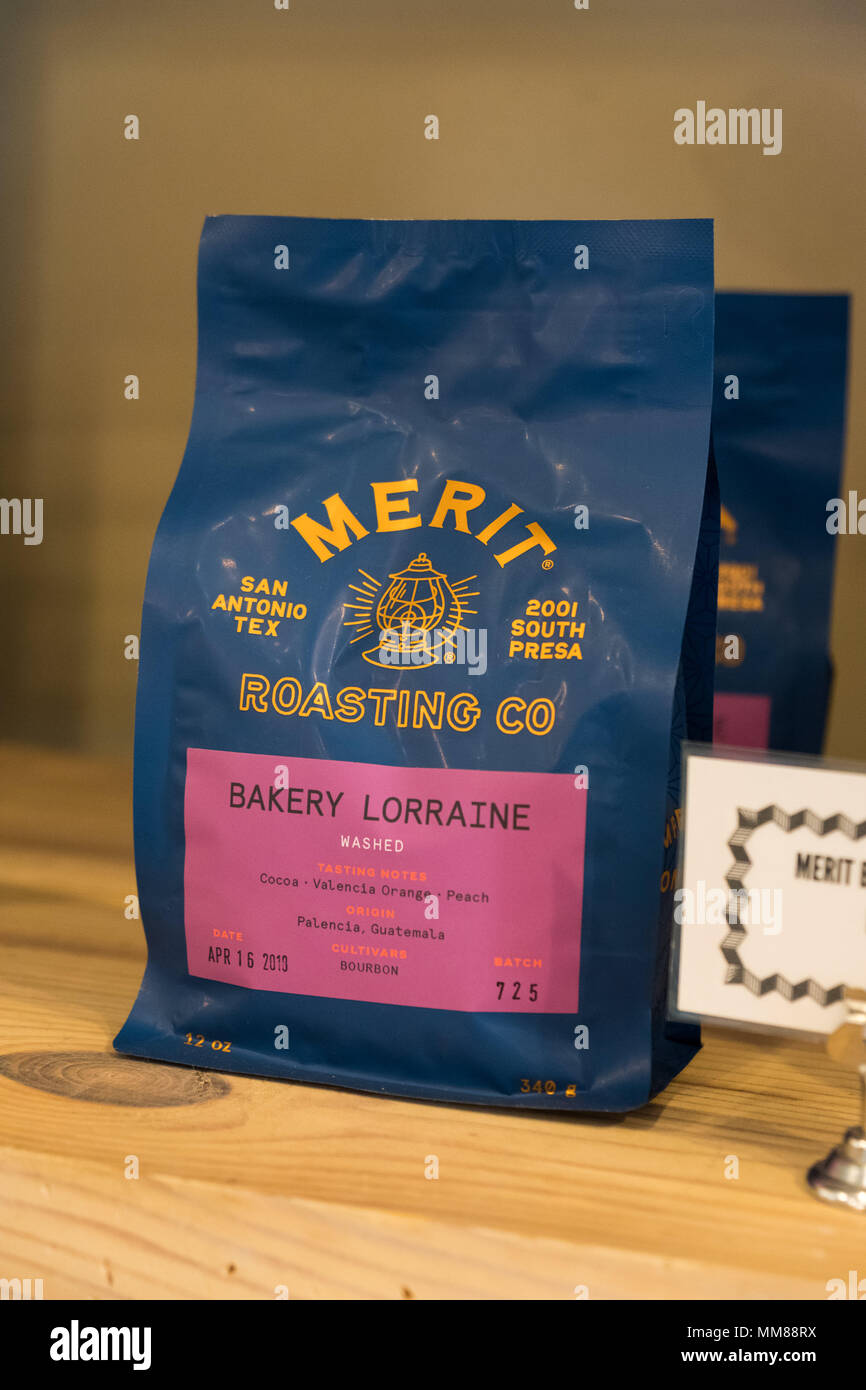 alamy
MERIT®
SAN
ANTONIO
TEX
2001
SOUTH
PRESA
®
ROASTING CO
BAKERY LORRAINE
WASHED
TASTING NOTES
Cocoa · Valencia Orange · Peach
ORIGIN
Palencia, Guatemala
DATE
CULTIVARS
BATCH
APR 16
BOURBON
725
12 oz
340 g
MERIT
alamy
Image ID: MM88RX
www.alamy.com